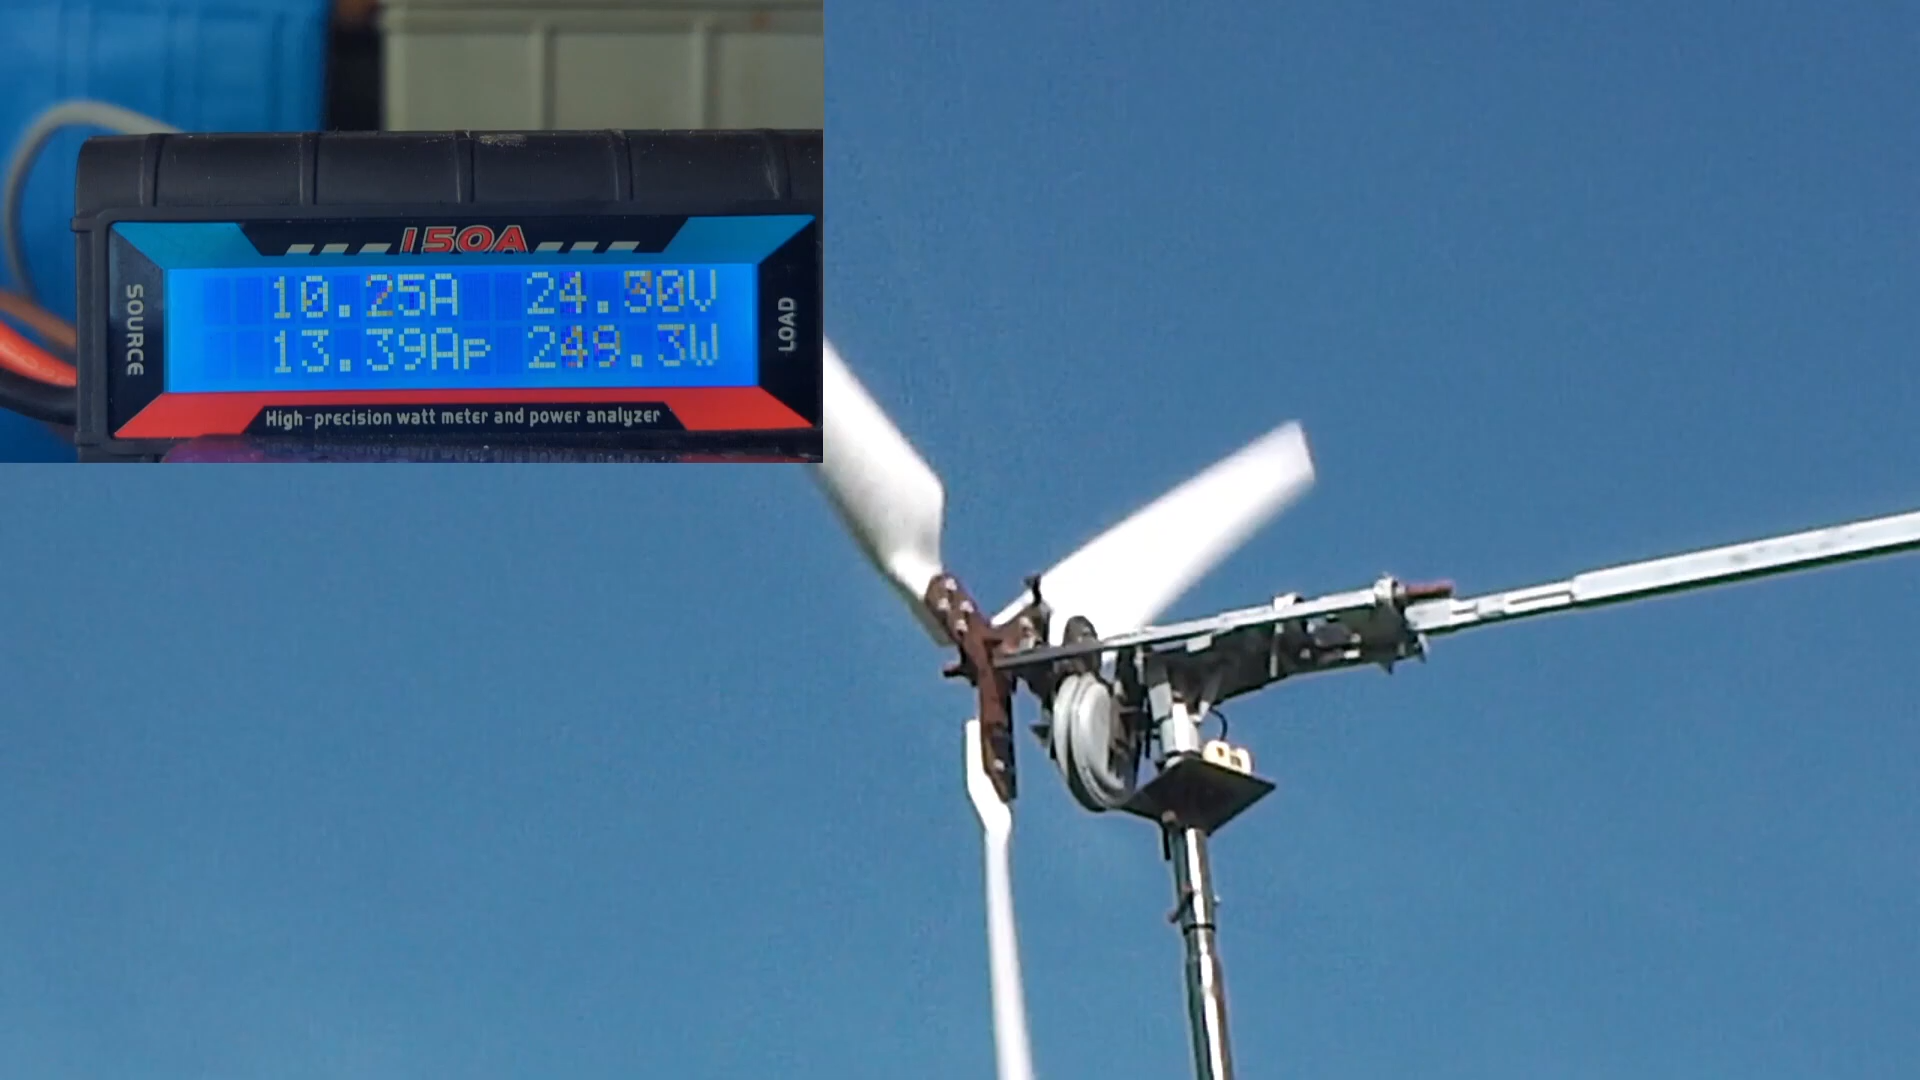 150A
SOURCE
10.25A 24.30V
LOAD
13.39Ap 249.3W
High-precision watt meter and power analyzer